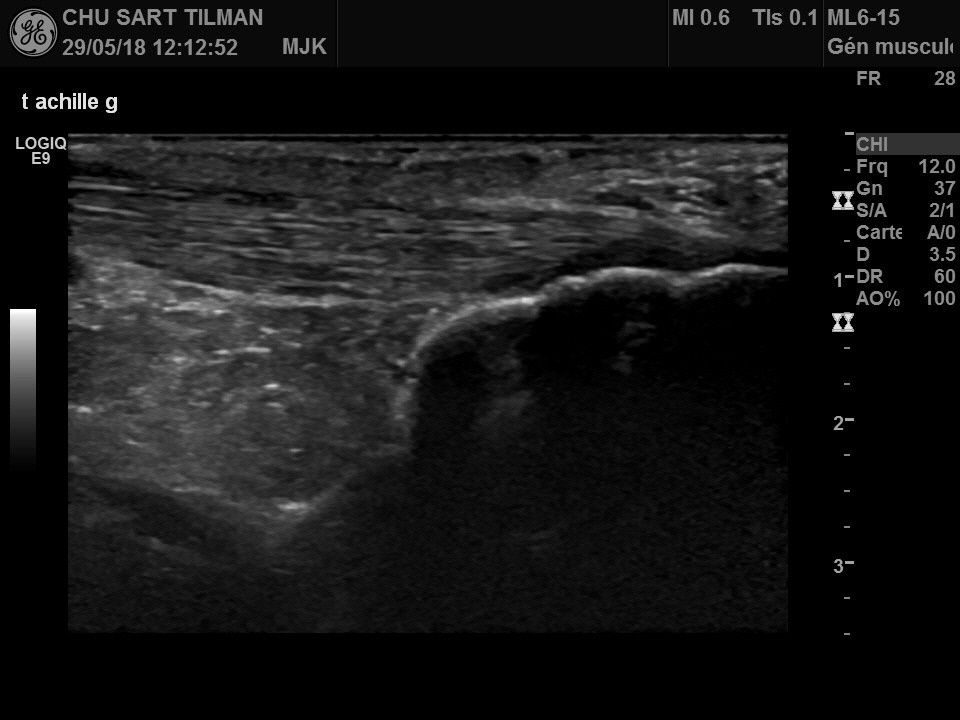 CHU SART TILMAN
29/05/18 12:12:52 MJK
MI 0.6 TIs 0.1
ML6-15
Gén muscul
FR 28
t achille g
LOGIQ
E9
CHI
Frq 12.0
Gn 37
S/A 2/1
Carte A/0
D 3.5
DR 60
AO% 100
1
2
3